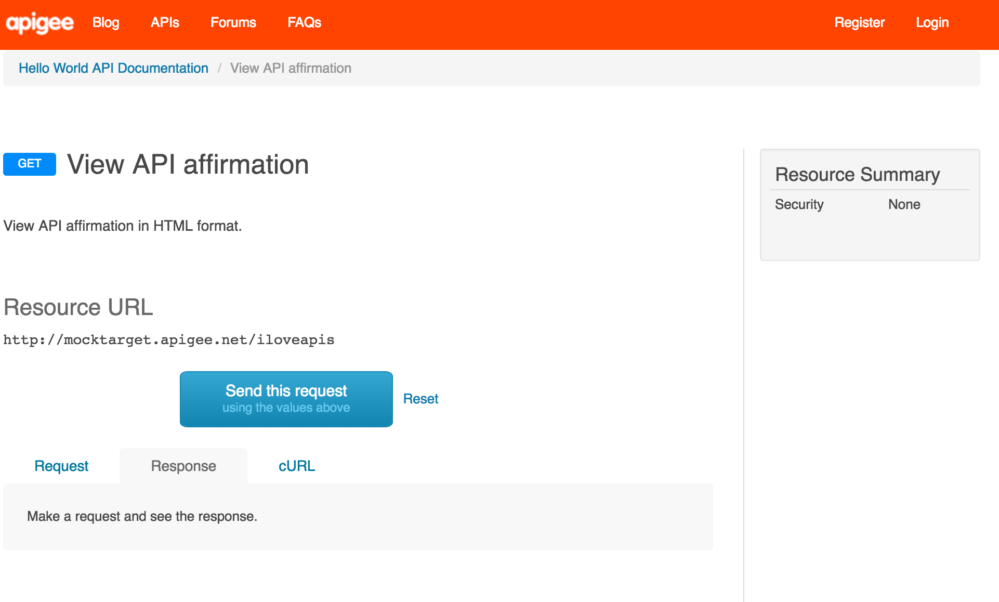 apigee Blog APIs Forums FAQs Register Login
Hello World API Documentation / View API affirmation
GET View API affirmation
View API affirmation in HTML format.
Resource Summary
Security None
Resource URL
http://mocktarget.apigee.net/iloveapis
Send this request
using the values above
Reset
Request Response cURL
Make a request and see the response.